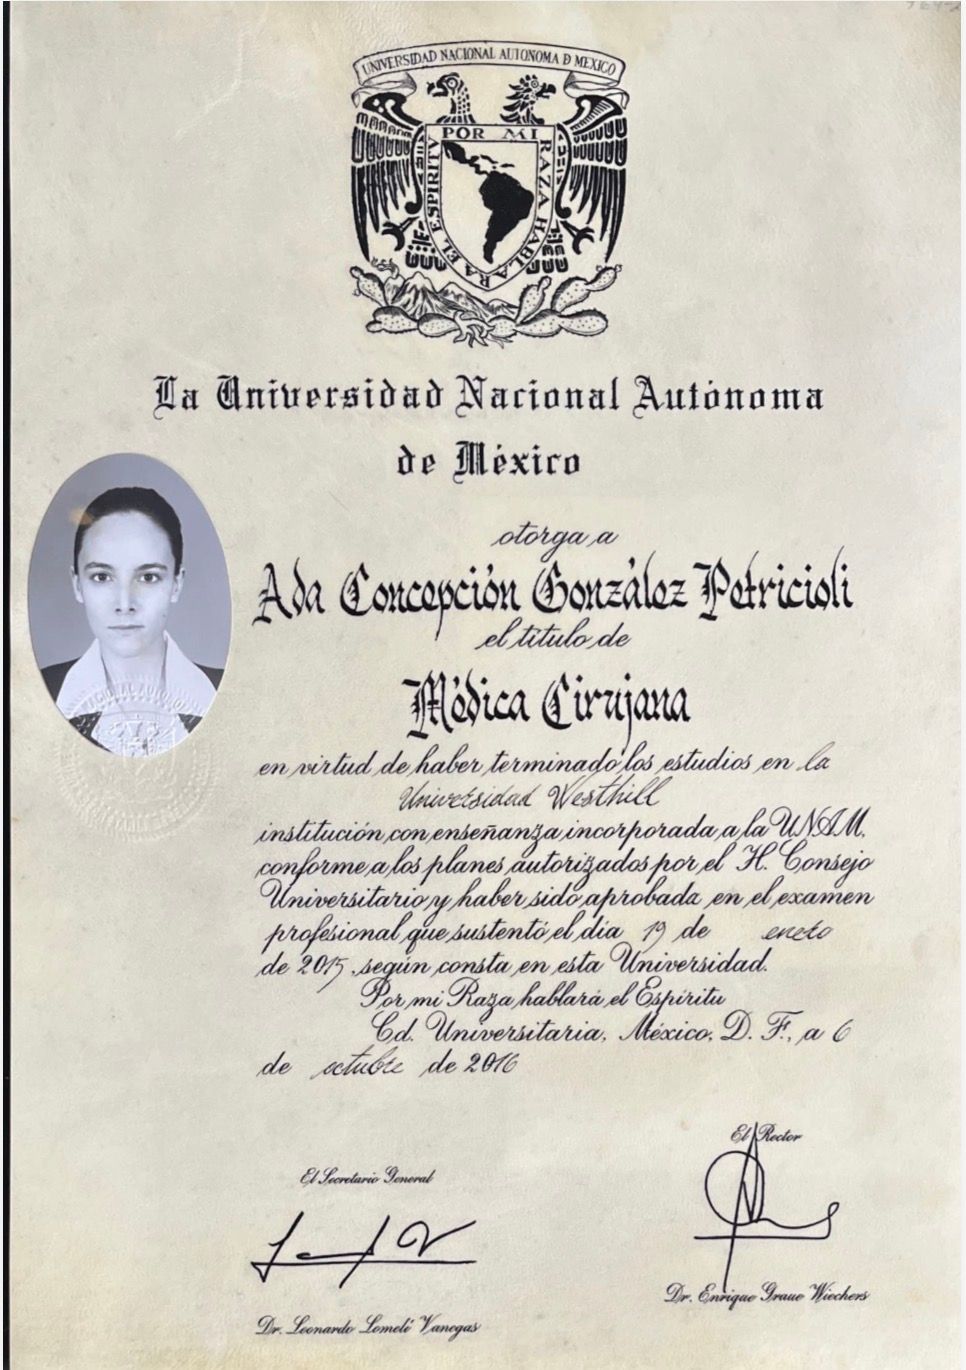 UNIVERSIDAD NACIONAL AUTONOMA D MEXICO
POR MI RAZA HABLARA EL ESPIRITU
La Universidad Nacional Autónoma
de México
otorga a
Ada Concepción González Petricioli
el título de
Médica Cirujana
en virtud de haber terminado los estudios en la
Universidad Westhill
institución con enseñanza incorporada a la UNAM,
conforme a los planes autorizados por el H. Consejo
Universitario y haber sido aprobada en el examen
profesional que sustentó el día 19 de enero
de 2015, según consta en esta Universidad.
Por mi Raza hablará el Espíritu
Cd. Universitaria, México, D. F., a 6
de octubre de 2016
El Rector
El Secretario General
Dr. Enrique Graue Wiechers
Dr. Leonardo Lomelí Vanegas